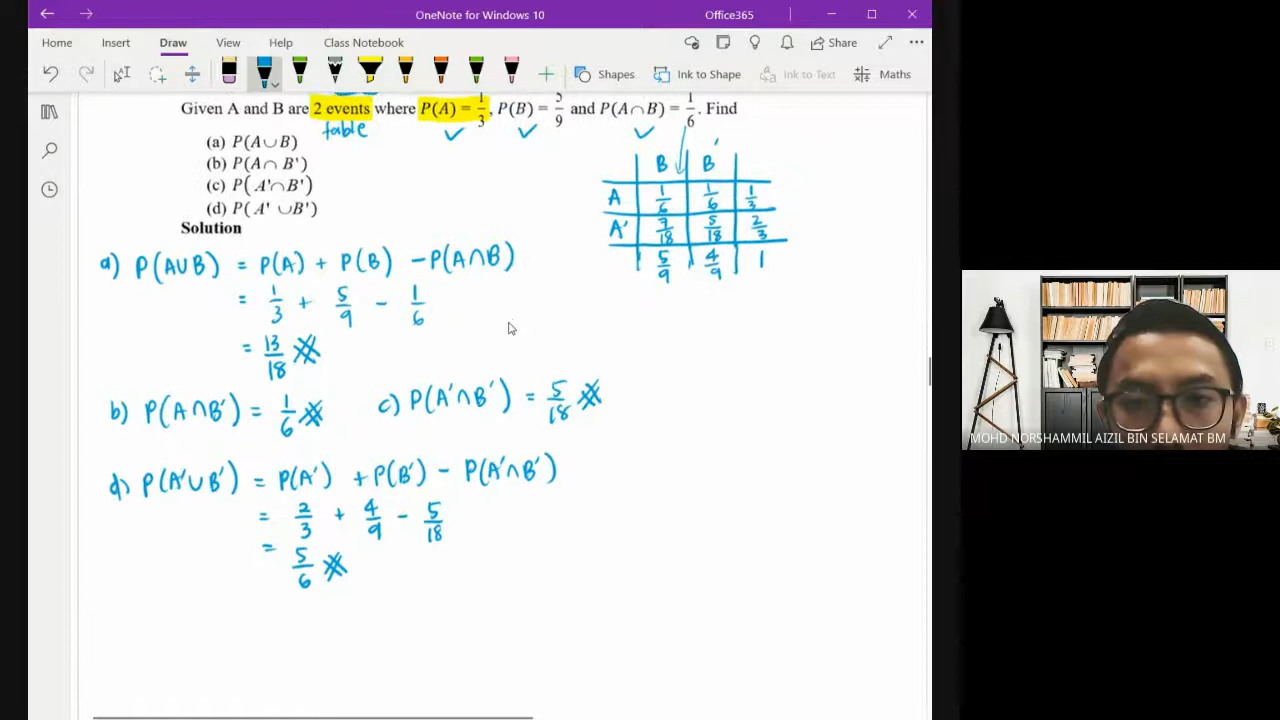 OneNote for Windows 10
Office365
Home Insert Draw View Help Class Notebook
Share
Shapes Ink to Shape Ink to Text Maths
Given A and B are 2 events where P(A) = 1/3, P(B) = 5/9 and P(A∩B) = 1/6. Find
table
(a) P(A∪B)
(b) P(A∩ B')
(c) P( A'∩B')
(d) P( A' ∪B')
Solution
B B'
A 1/6 1/6 1/3
A' 7/18 5/18 2/3
5/9 4/9 1
a) P(A∪B) = P(A) + P(B) - P(A∩B)
= 1/3 + 5/9 - 1/6
= 13/18
b) P(A∩B') = 1/6
c) P(A'∩B') = 5/18
d) P(A'∪B') = P(A') + P(B') - P(A'∩B')
= 2/3 + 4/9 - 5/18
= 5/6
MOHD NORSHAMMIL AIZIL BIN SELAMAT BM